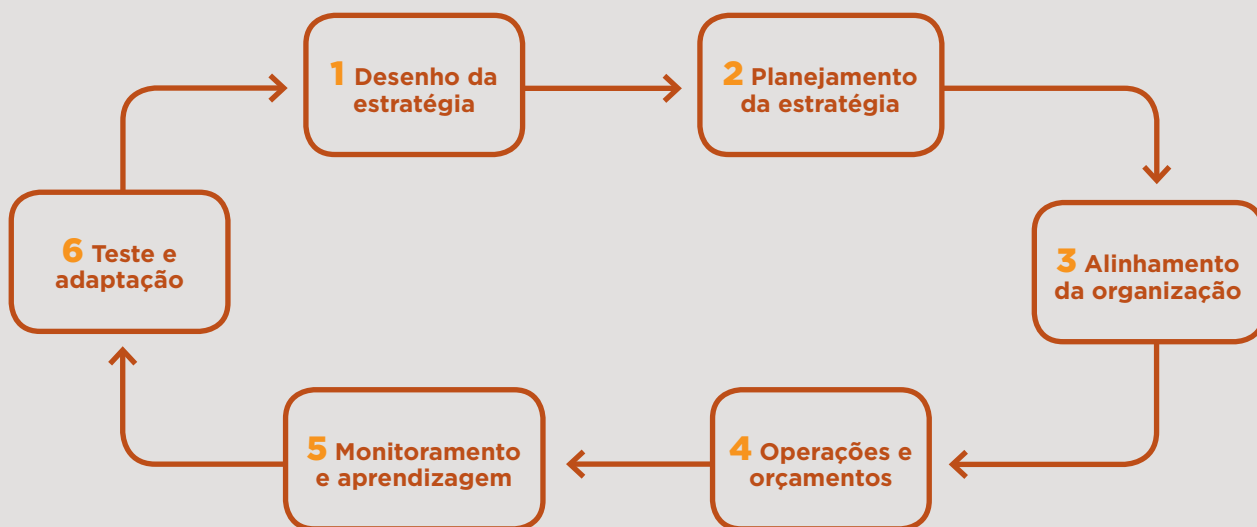 1 Desenho da
estratégia
2 Planejamento
da estratégia
3 Alinhamento
da organização
4 Operações e
orçamentos
5 Monitoramento
e aprendizagem
6 Teste e
adaptação